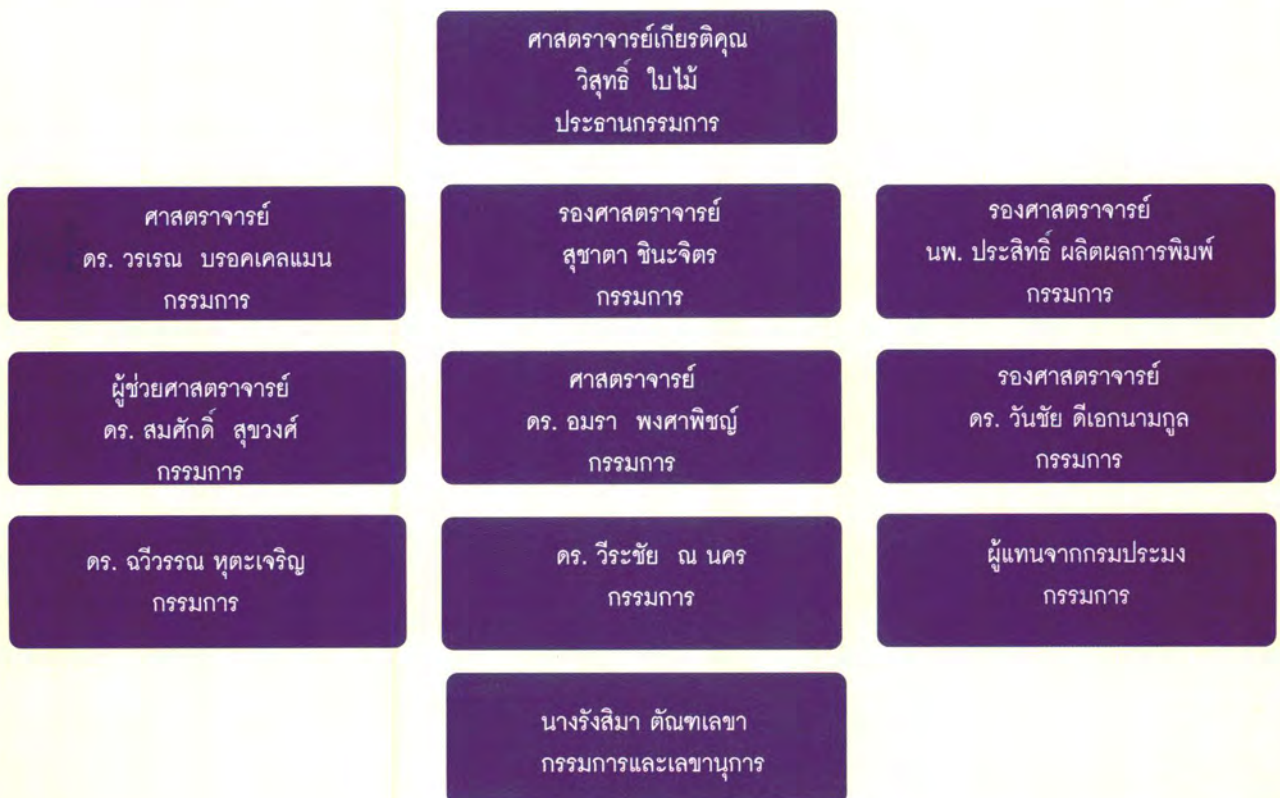 ศาสตราจารย์เกียรติคุณ
วิสุทธิ์ ใบไม้
ประธานกรรมการ
ศาสตราจารย์
ดร. วรเรณ บรอคเคลแมน
กรรมการ
รองศาสตราจารย์
สุชาตา ชินะจิตร
กรรมการ
รองศาสตราจารย์
นพ. ประสิทธิ์ ผลิตผลการพิมพ์
กรรมการ
ผู้ช่วยศาสตราจารย์
ดร. สมศักดิ์ สุขวงศ์
กรรมการ
ศาสตราจารย์
ดร. อมรา พงศาพิชญ์
กรรมการ
รองศาสตราจารย์
ดร. วันชัย ดีเอกนามกูล
กรรมการ
ดร. ฉวีวรรณ หุตะเจริญ
กรรมการ
ดร. วีระชัย ณ นคร
กรรมการ
ผู้แทนจากกรมประมง
กรรมการ
นางรังสิมา ตัณฑเลขา
กรรมการและเลขานุการ